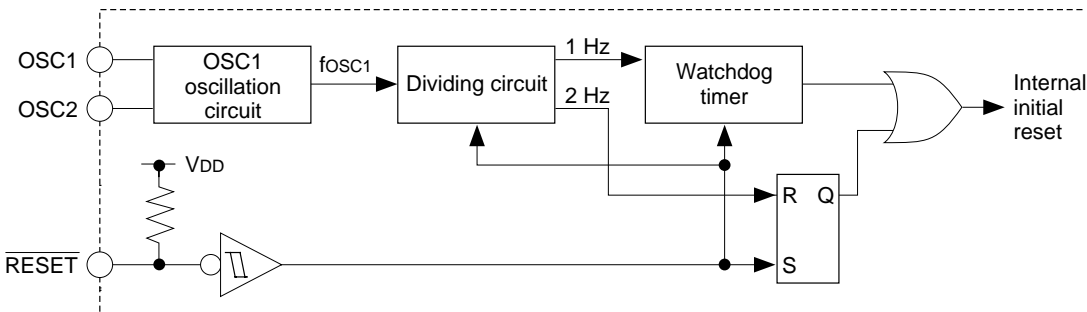 OSC1
OSC2
OSC1
oscillation
circuit
fOSC1
Dividing circuit
1 Hz
2 Hz
Watchdog
timer
Internal
initial
reset
VDD
R Q
S
RESET